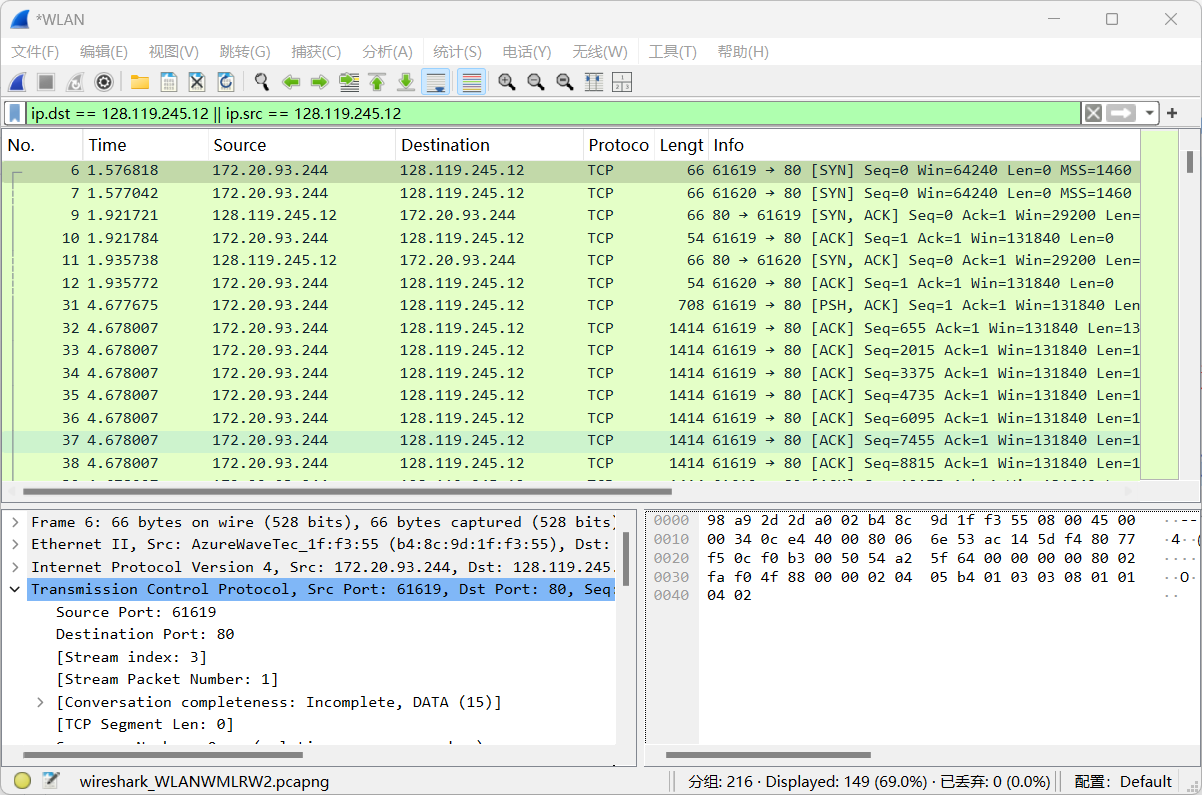 *WLAN
文件(F) 编辑(E) 视图(V) 跳转(G) 捕获(C) 分析(A) 统计(S) 电话(Y) 无线(W) 工具(T) 帮助(H)
ip.dst == 128.119.245.12 || ip.src == 128.119.245.12
No. Time Source Destination Protoco Lengt Info
6 1.576818 172.20.93.244 128.119.245.12 TCP 66 61619 → 80 [SYN] Seq=0 Win=64240 Len=0 MSS=1460
7 1.577042 172.20.93.244 128.119.245.12 TCP 66 61620 → 80 [SYN] Seq=0 Win=64240 Len=0 MSS=1460
9 1.921721 128.119.245.12 172.20.93.244 TCP 66 80 → 61619 [SYN, ACK] Seq=0 Ack=1 Win=29200 Len=
10 1.921784 172.20.93.244 128.119.245.12 TCP 54 61619 → 80 [ACK] Seq=1 Ack=1 Win=131840 Len=0
11 1.935738 128.119.245.12 172.20.93.244 TCP 66 80 → 61620 [SYN, ACK] Seq=0 Ack=1 Win=29200 Len=
12 1.935772 172.20.93.244 128.119.245.12 TCP 54 61620 → 80 [ACK] Seq=1 Ack=1 Win=131840 Len=0
31 4.677675 172.20.93.244 128.119.245.12 TCP 708 61619 → 80 [PSH, ACK] Seq=1 Ack=1 Win=131840 Len
32 4.678007 172.20.93.244 128.119.245.12 TCP 1414 61619 → 80 [ACK] Seq=655 Ack=1 Win=131840 Len=13
33 4.678007 172.20.93.244 128.119.245.12 TCP 1414 61619 → 80 [ACK] Seq=2015 Ack=1 Win=131840 Len=1
34 4.678007 172.20.93.244 128.119.245.12 TCP 1414 61619 → 80 [ACK] Seq=3375 Ack=1 Win=131840 Len=1
35 4.678007 172.20.93.244 128.119.245.12 TCP 1414 61619 → 80 [ACK] Seq=4735 Ack=1 Win=131840 Len=1
36 4.678007 172.20.93.244 128.119.245.12 TCP 1414 61619 → 80 [ACK] Seq=6095 Ack=1 Win=131840 Len=1
37 4.678007 172.20.93.244 128.119.245.12 TCP 1414 61619 → 80 [ACK] Seq=7455 Ack=1 Win=131840 Len=1
38 4.678007 172.20.93.244 128.119.245.12 TCP 1414 61619 → 80 [ACK] Seq=8815 Ack=1 Win=131840 Len=1
Frame 6: 66 bytes on wire (528 bits), 66 bytes captured (528 bits)
Ethernet II, Src: AzureWaveTec_1f:f3:55 (b4:8c:9d:1f:f3:55), Dst:
Internet Protocol Version 4, Src: 172.20.93.244, Dst: 128.119.245.
Transmission Control Protocol, Src Port: 61619, Dst Port: 80, Seq:
Source Port: 61619
Destination Port: 80
[Stream index: 3]
[Stream Packet Number: 1]
[Conversation completeness: Incomplete, DATA (15)]
[TCP Segment Len: 0]
0000 98 a9 2d 2d a0 02 b4 8c 9d 1f f3 55 08 00 45 00 ··--
0010 00 34 0c e4 40 00 80 06 6e 53 ac 14 5d f4 80 77 ·4··
0020 f5 0c f0 b3 00 50 54 a2 5f 64 00 00 00 00 80 02
0030 fa f0 4f 88 00 00 02 04 05 b4 01 03 03 08 01 01 ··O·
0040 04 02 ··
wireshark_WLANWMLRW2.pcapng 分组: 216 · Displayed: 149 (69.0%) · 已丢弃: 0 (0.0%) 配置: Default